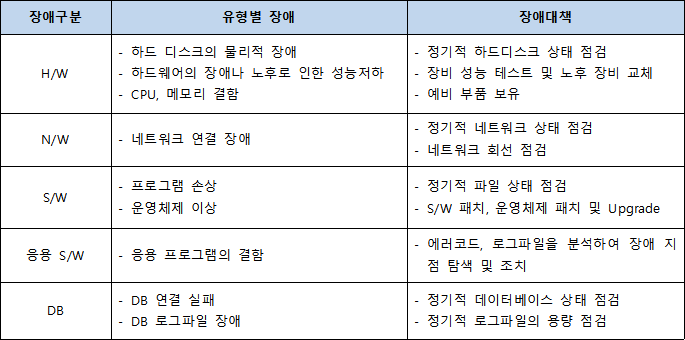 장애구분 유형별 장애 장애대책
H/W
- 하드 디스크의 물리적 장애
- 하드웨어의 장애나 노후로 인한 성능저하
- CPU, 메모리 결함
- 정기적 하드디스크 상태 점검
- 장비 성능 테스트 및 노후 장비 교체
- 예비 부품 보유
N/W
- 네트워크 연결 장애
- 정기적 네트워크 상태 점검
- 네트워크 회선 점검
S/W
- 프로그램 손상
- 운영체제 이상
- 정기적 파일 상태 점검
- S/W 패치, 운영체제 패치 및 Upgrade
응용 S/W
- 응용 프로그램의 결함
- 에러코드, 로그파일을 분석하여 장애 지
점 탐색 및 조치
DB
- DB 연결 실패
- DB 로그파일 장애
- 정기적 데이터베이스 상태 점검
- 정기적 로그파일의 용량 점검